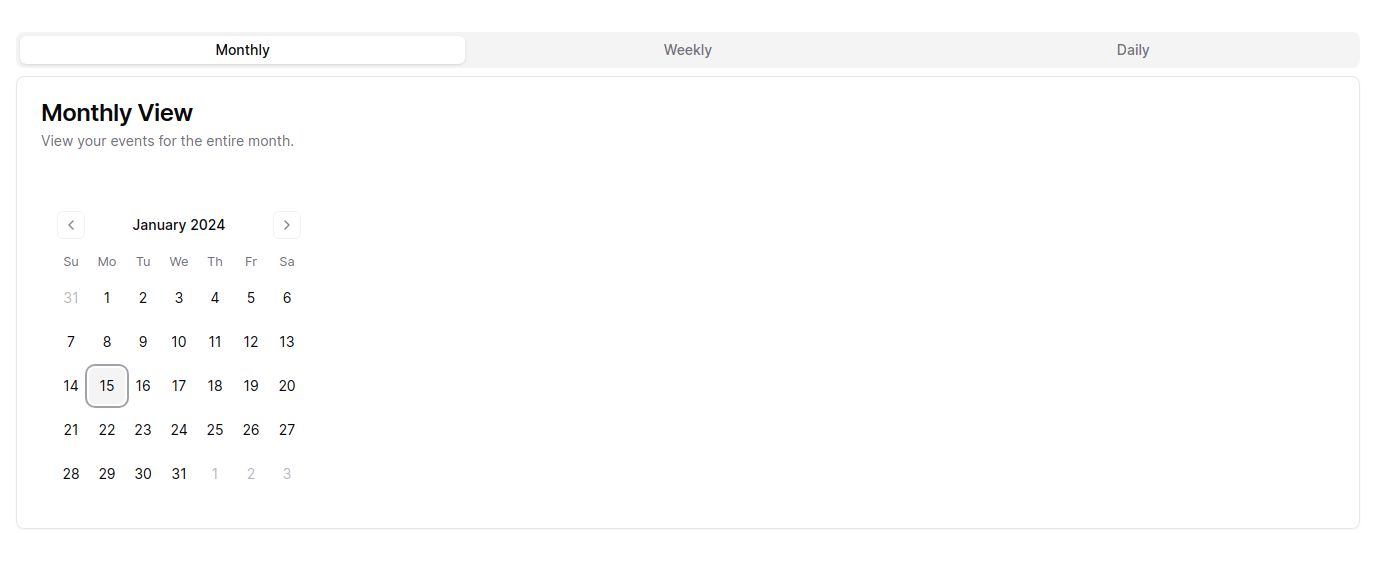 Monthly Weekly Daily
Monthly View
View your events for the entire month.
January 2024
Su Mo Tu We Th Fr Sa
31 1 2 3 4 5 6
7 8 9 10 11 12 13
14 15 16 17 18 19 20
21 22 23 24 25 26 27
28 29 30 31 1 2 3